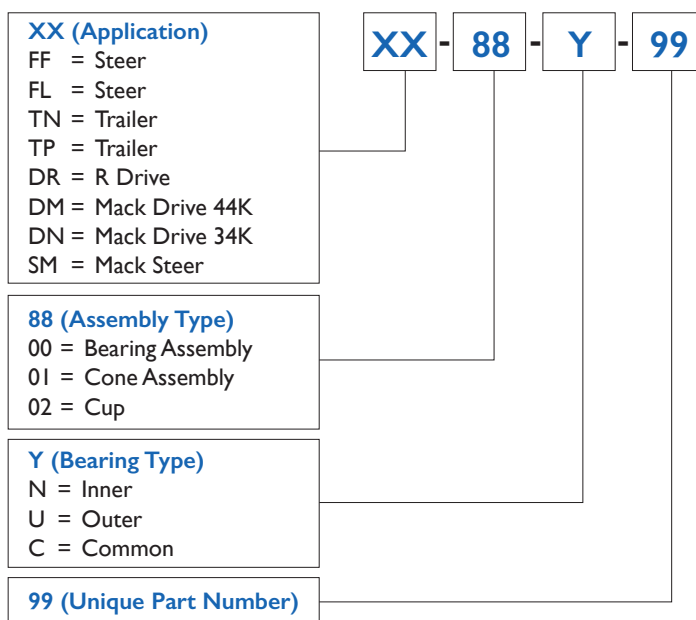 XX - 88 - Y - 99
XX (Application)
FF = Steer
FL = Steer
TN = Trailer
TP = Trailer
DR = R Drive
DM = Mack Drive 44K
DN = Mack Drive 34K
SM = Mack Steer
88 (Assembly Type)
00 = Bearing Assembly
01 = Cone Assembly
02 = Cup
Y (Bearing Type)
N = Inner
U = Outer
C = Common
99 (Unique Part Number)